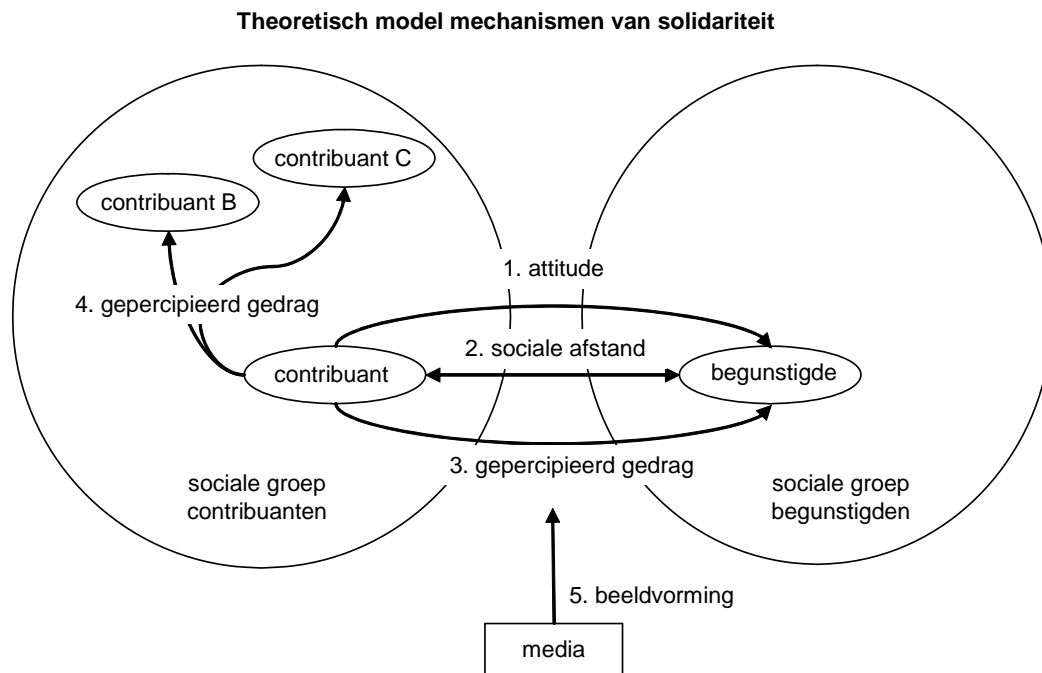 Theoretisch model mechanismen van solidariteit
contribuant C
contribuant B
1. attitude
4. gepercipieerd gedrag
2. sociale afstand
contribuant
begunstigde
3. gepercipieerd gedrag
sociale groep
contribuanten
sociale groep
begunstigden
5. beeldvorming
media